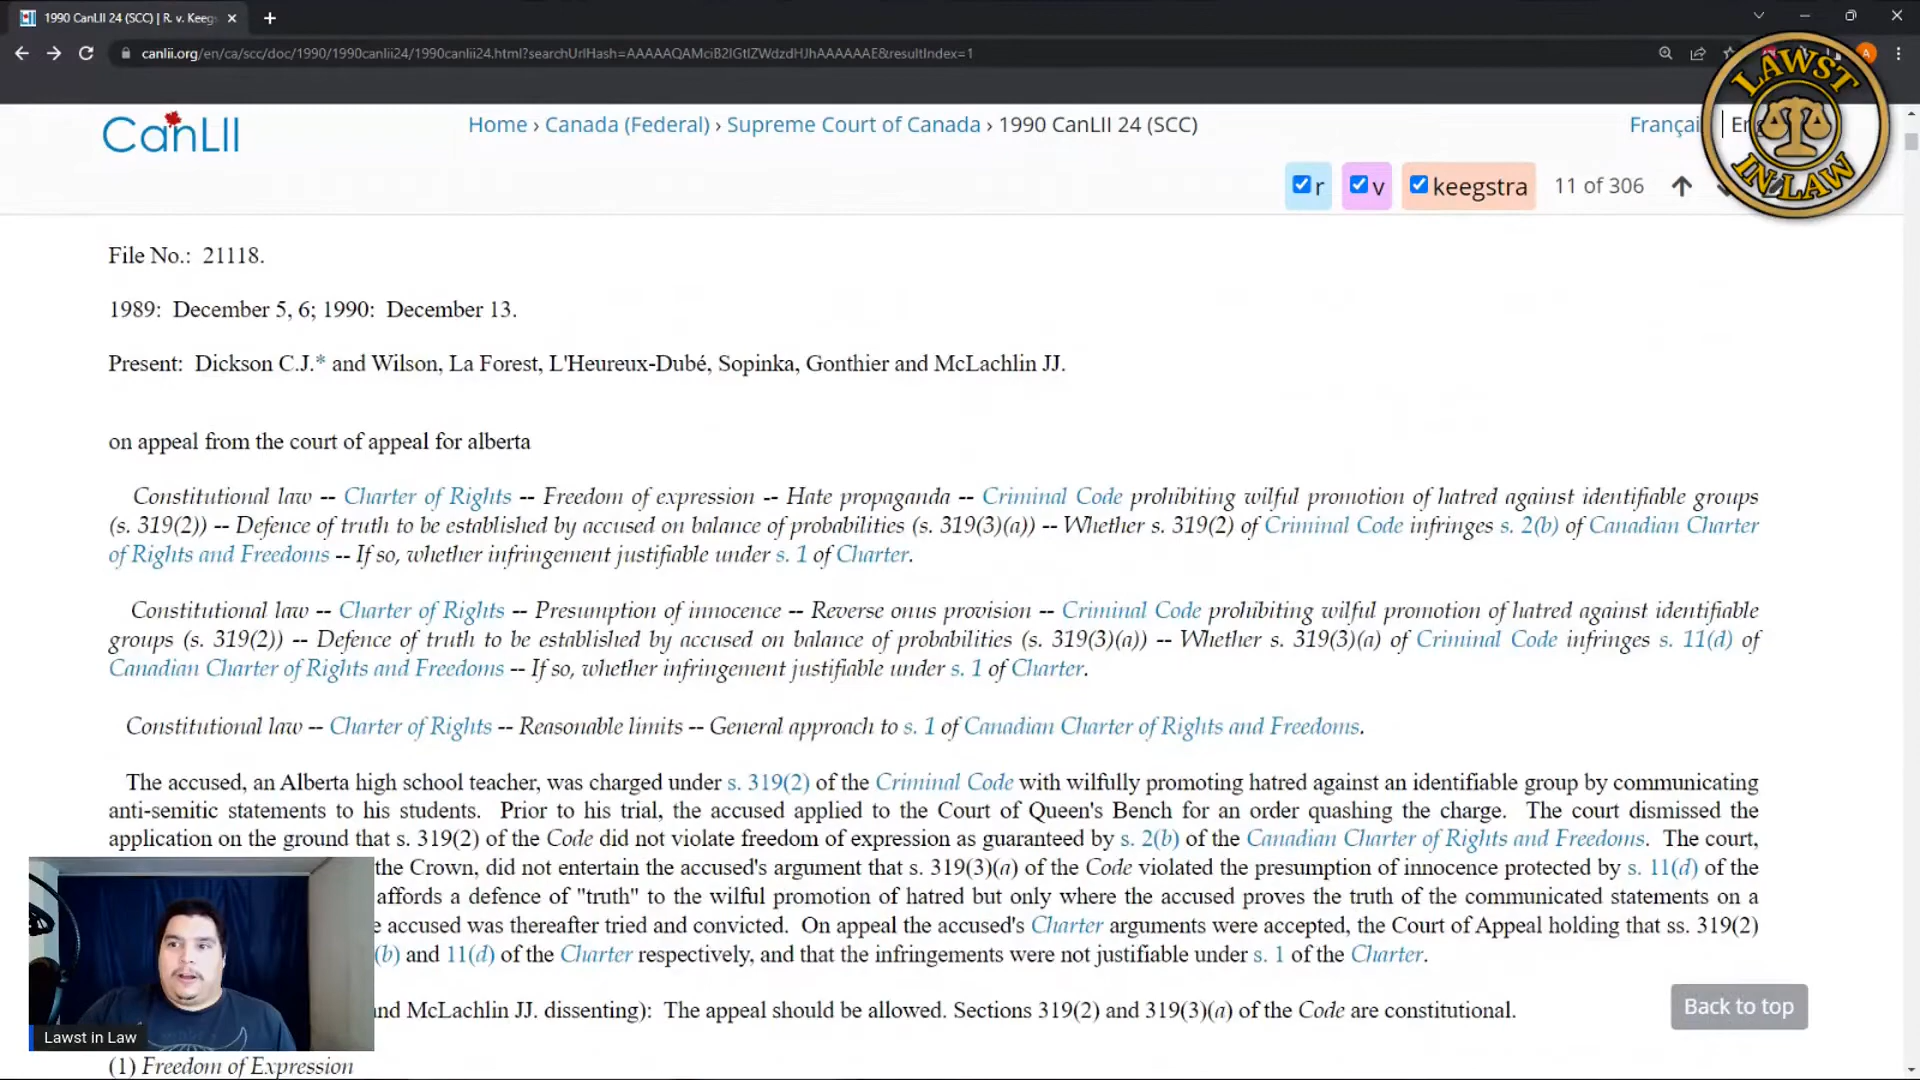 1990 CanLII 24 (SCC) | R. v. Keegs
canlii.org/en/ca/scc/doc/1990/1990canlii24/1990canlii24.html?searchUrlHash=AAAAAQAMciB2IGtlZWdzdHJhAAAAAAE&resultIndex=1
A
LAWST
IN LAW
CanLII
Home › Canada (Federal) › Supreme Court of Canada › 1990 CanLII 24 (SCC)
Françai
r v keegstra 11 of 306
File No.: 21118.
1989: December 5, 6; 1990: December 13.
Present: Dickson C.J.* and Wilson, La Forest, L'Heureux-Dubé, Sopinka, Gonthier and McLachlin JJ.
on appeal from the court of appeal for alberta
Constitutional law -- Charter of Rights -- Freedom of expression -- Hate propaganda -- Criminal Code prohibiting wilful promotion of hatred against identifiable groups
(s. 319(2)) -- Defence of truth to be established by accused on balance of probabilities (s. 319(3)(a)) -- Whether s. 319(2) of Criminal Code infringes s. 2(b) of Canadian Charter
of Rights and Freedoms -- If so, whether infringement justifiable under s. 1 of Charter.
Constitutional law -- Charter of Rights -- Presumption of innocence -- Reverse onus provision -- Criminal Code prohibiting wilful promotion of hatred against identifiable
groups (s. 319(2)) -- Defence of truth to be established by accused on balance of probabilities (s. 319(3)(a)) -- Whether s. 319(3)(a) of Criminal Code infringes s. 11(d) of
Canadian Charter of Rights and Freedoms -- If so, whether infringement justifiable under s. 1 of Charter.
Constitutional law -- Charter of Rights -- Reasonable limits -- General approach to s. 1 of Canadian Charter of Rights and Freedoms.
The accused, an Alberta high school teacher, was charged under s. 319(2) of the Criminal Code with wilfully promoting hatred against an identifiable group by communicating
anti-semitic statements to his students. Prior to his trial, the accused applied to the Court of Queen's Bench for an order quashing the charge. The court dismissed the
application on the ground that s. 319(2) of the Code did not violate freedom of expression as guaranteed by s. 2(b) of the Canadian Charter of Rights and Freedoms. The court,
the Crown, did not entertain the accused's argument that s. 319(3)(a) of the Code violated the presumption of innocence protected by s. 11(d) of the
affords a defence of "truth" to the wilful promotion of hatred but only where the accused proves the truth of the communicated statements on a
e accused was thereafter tried and convicted. On appeal the accused's Charter arguments were accepted, the Court of Appeal holding that ss. 319(2)
(b) and 11(d) of the Charter respectively, and that the infringements were not justifiable under s. 1 of the Charter.
nd McLachlin JJ. dissenting): The appeal should be allowed. Sections 319(2) and 319(3)(a) of the Code are constitutional.
Back to top
Lawst in Law
(1) Freedom of Expression